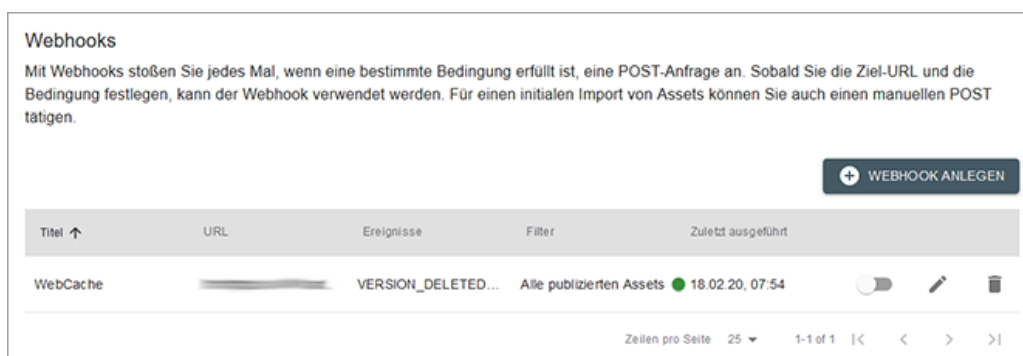 Webhooks
Mit Webhooks stoßen Sie jedes Mal, wenn eine bestimmte Bedingung erfüllt ist, eine POST-Anfrage an. Sobald Sie die Ziel-URL und die
Bedingung festlegen, kann der Webhook verwendet werden. Für einen initialen Import von Assets können Sie auch einen manuellen POST
tätigen.
WEBHOOK ANLEGEN
Titel URL Ereignisse Filter Zuletzt ausgeführt
WebCache VERSION_DELETED... Alle publizierten Assets 18.02.20, 07:54
Zeilen pro Seite 25 1-1 of 1